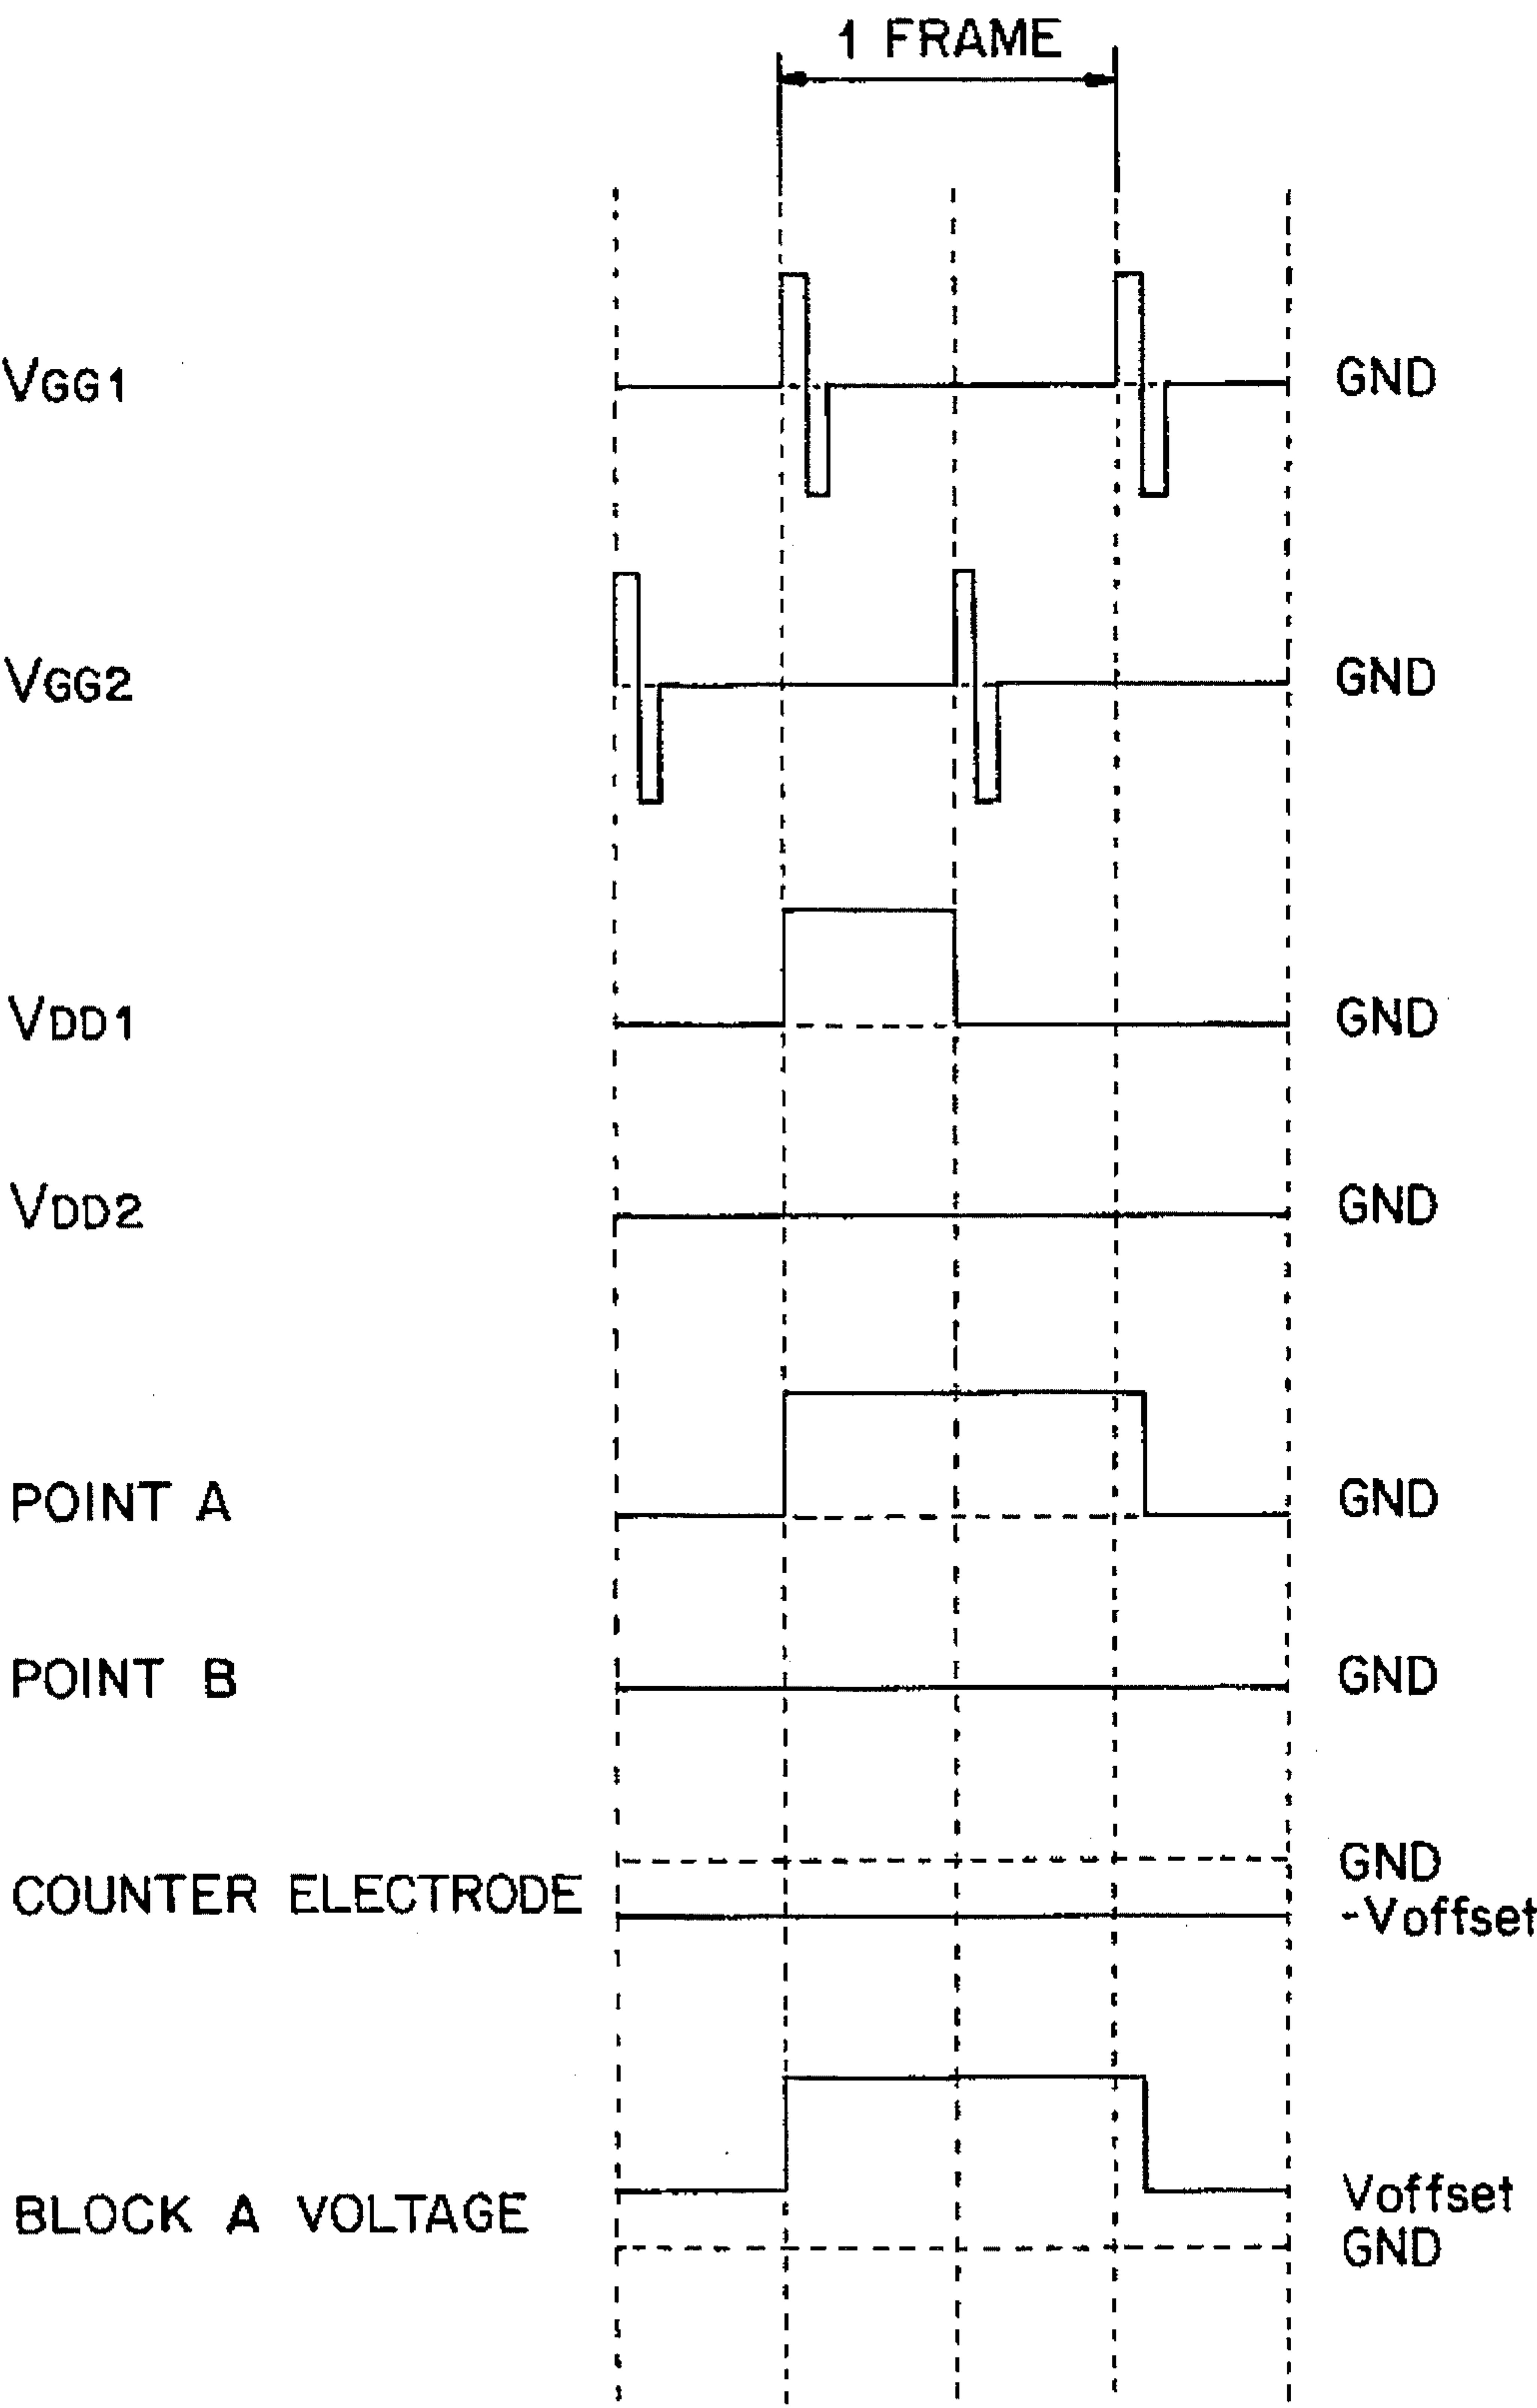 1 FRAME
VGG1 GND
VGG2 GND
VDD1 GND
VDD2 GND
POINT A GND
POINT B GND
GND
COUNTER ELECTRODE -Voffset
BLOCK A VOLTAGE Voffset
GND